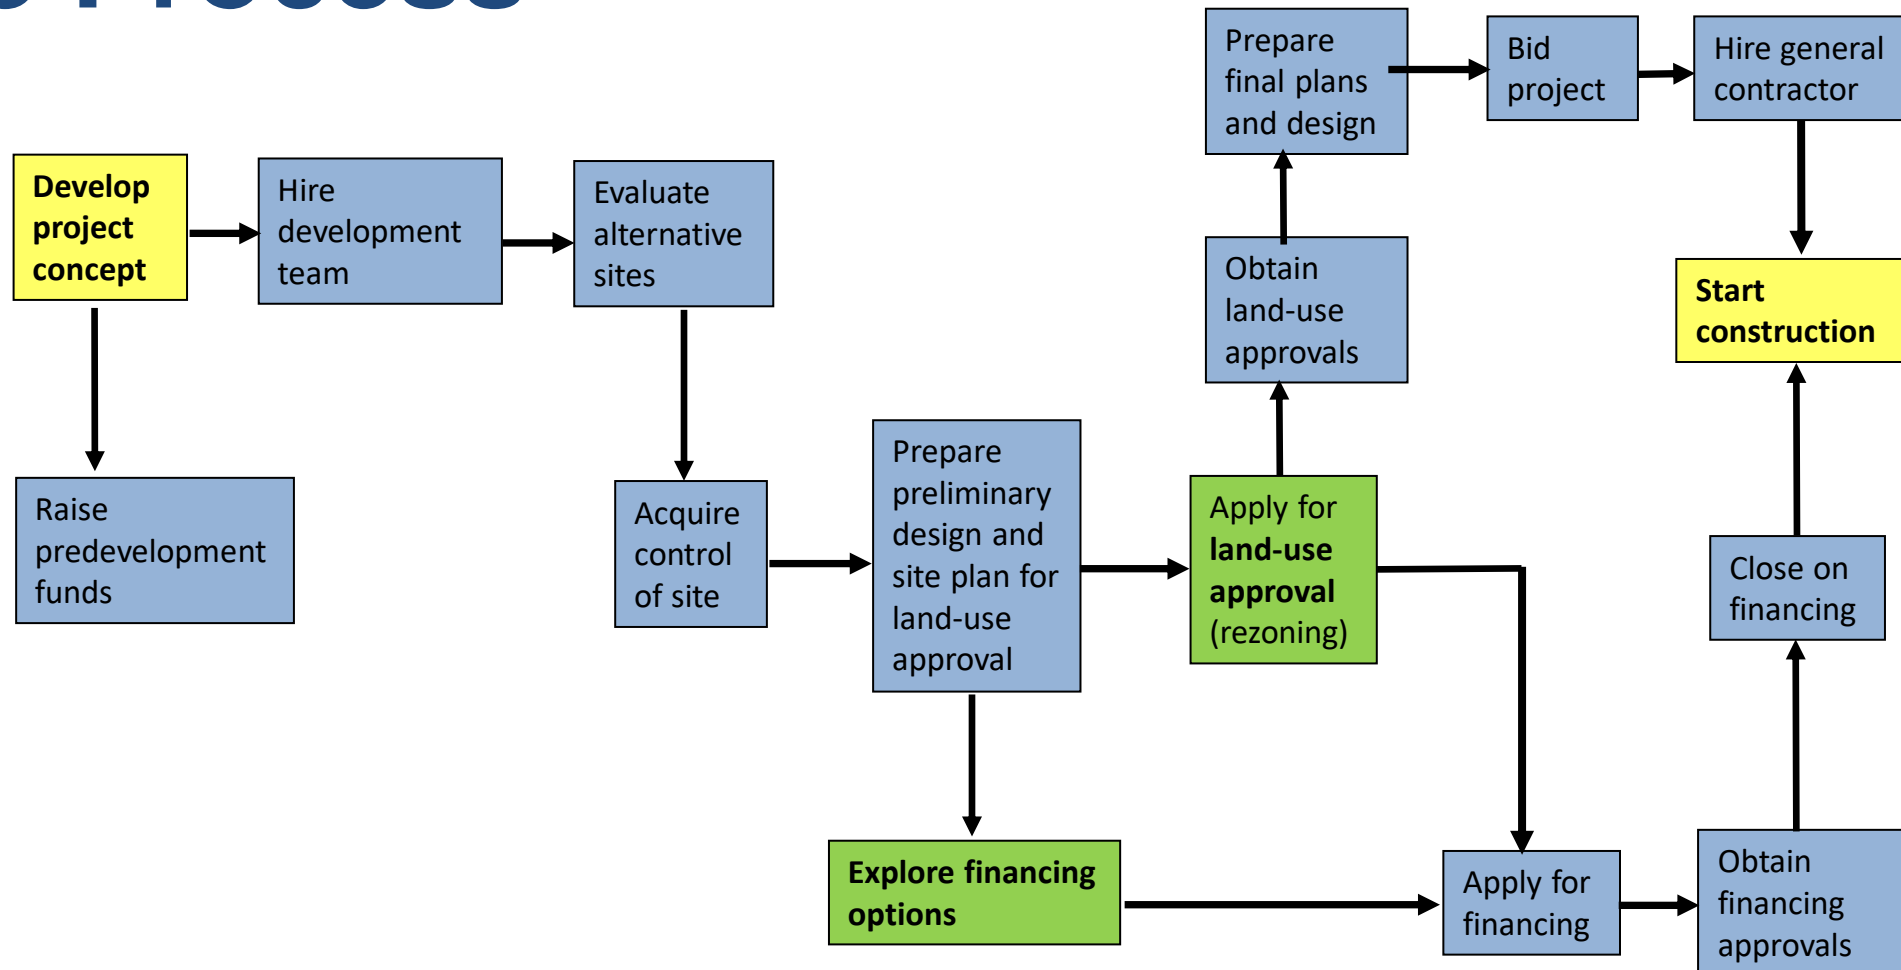 Process
Develop
project
concept
Hire
development
team
Evaluate
alternative
sites
Raise
predevelopment
funds
Acquire
control
of site
Prepare
preliminary
design and
site plan for
land-use
approval
Apply for
land-use
approval
(rezoning)
Obtain
land-use
approvals
Prepare
final plans
and design
Bid
project
Hire general
contractor
Start
construction
Explore financing
options
Apply for
financing
Obtain
financing
approvals
Close on
financing